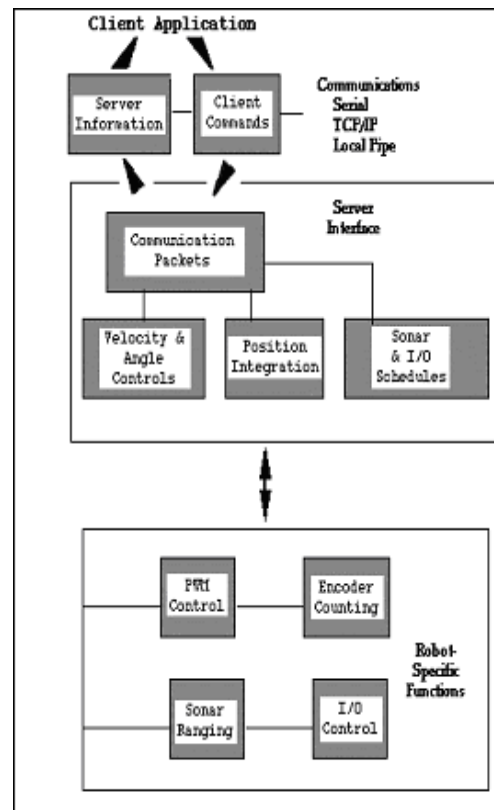 Client Application
Server
Information
Client
Commands
Communications
Serial
TCP/IP
Local Pipe
Server
Interface
Communication
Packets
Velocity &
Angle
Controls
Position
Integration
Sonar
& I/O
Schedules
PWM
Control
Encoder
Counting
Robot-
Specific
Functions
Sonar
Ranging
I/O
Control